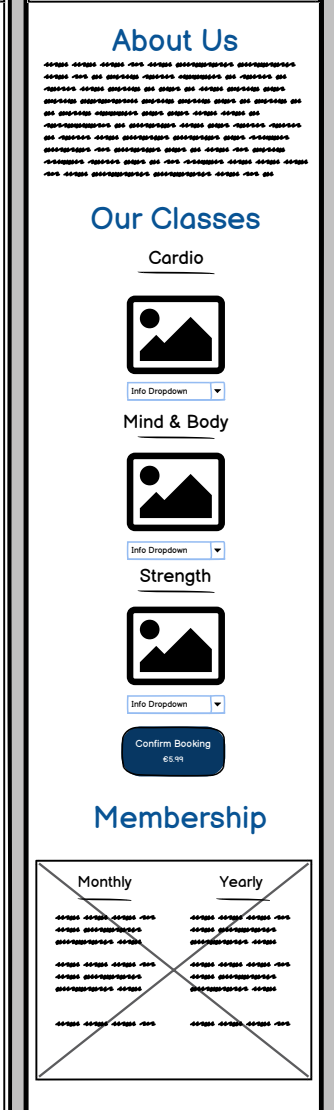 About Us
Our Classes
Cardio
Info Dropdown
Mind & Body
Info Dropdown
Strength
Info Dropdown
Confirm Booking
€5.99
Membership
Monthly
Yearly